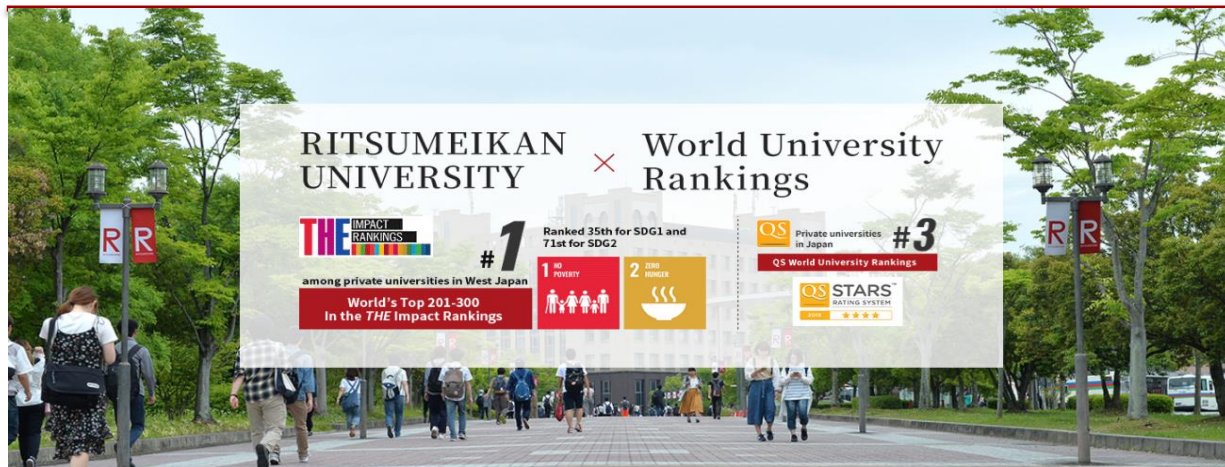 RITSUMEIKAN
UNIVERSITY
×
World University
Rankings
THE IMPACT
RANKINGS
#1
among private universities in West Japan
World's Top 201-300
In the THE Impact Rankings
Ranked 35th for SDG1 and
71st for SDG2
1 NO
POVERTY
2 ZERO
HUNGER
QS
Private universities
in Japan
#3
QS World University Rankings
QS STARS™
RATING SYSTEM
R
R
R
R